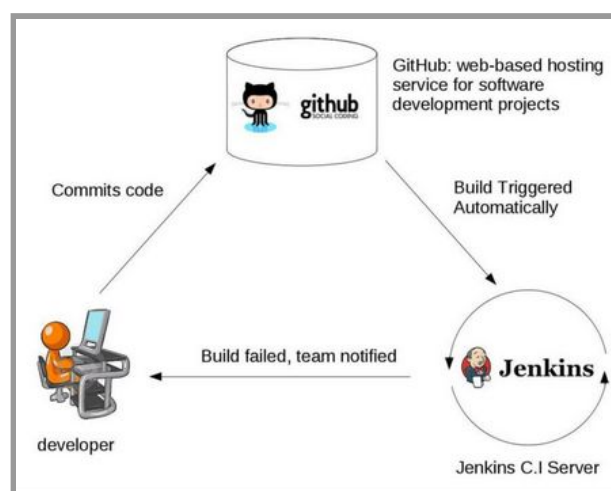 GitHub: web-based hosting
service for software
development projects
github
SOCIAL CODING
Commits code
Build Triggered
Automatically
Build failed, team notified
Jenkins
developer
Jenkins C.I Server